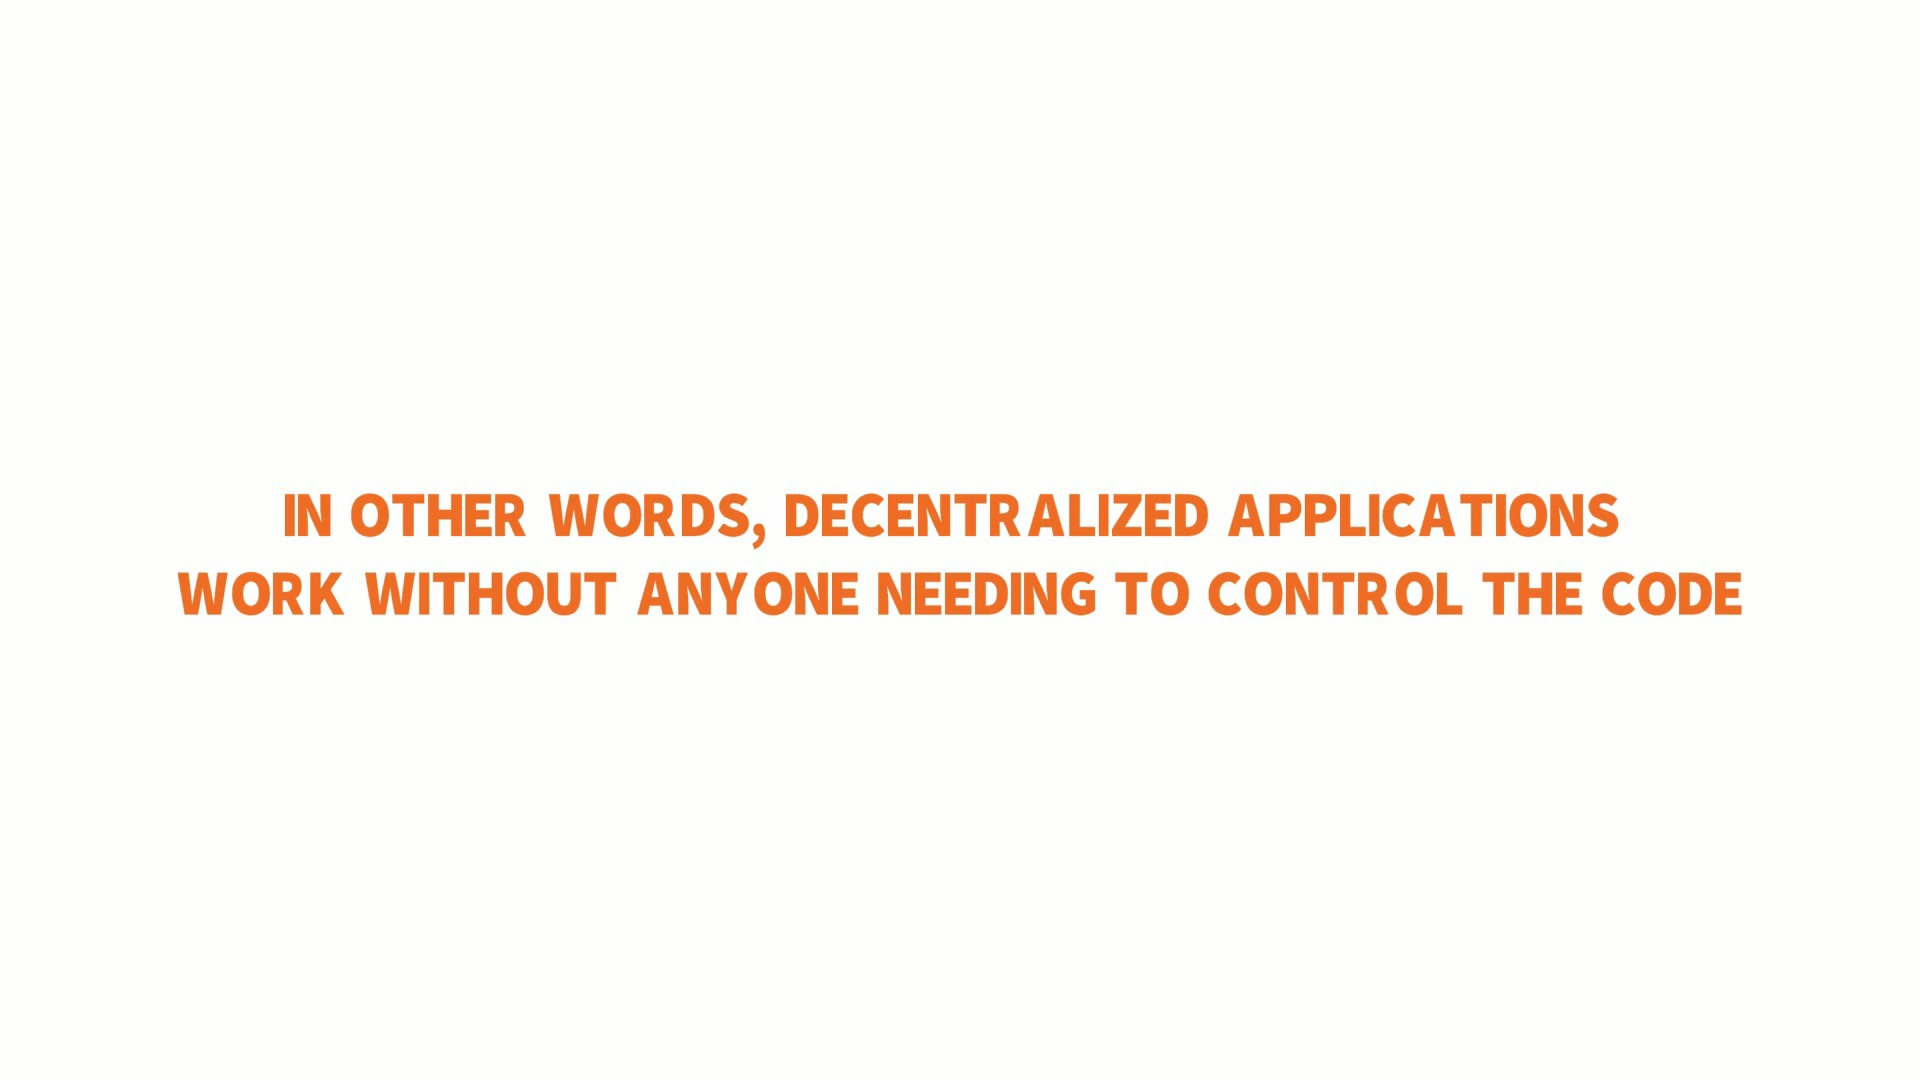 IN OTHER WORDS, DECENTRALIZED APPLICATIONS
WORK WITHOUT ANYONE NEEDING TO CONTROL THE CODE